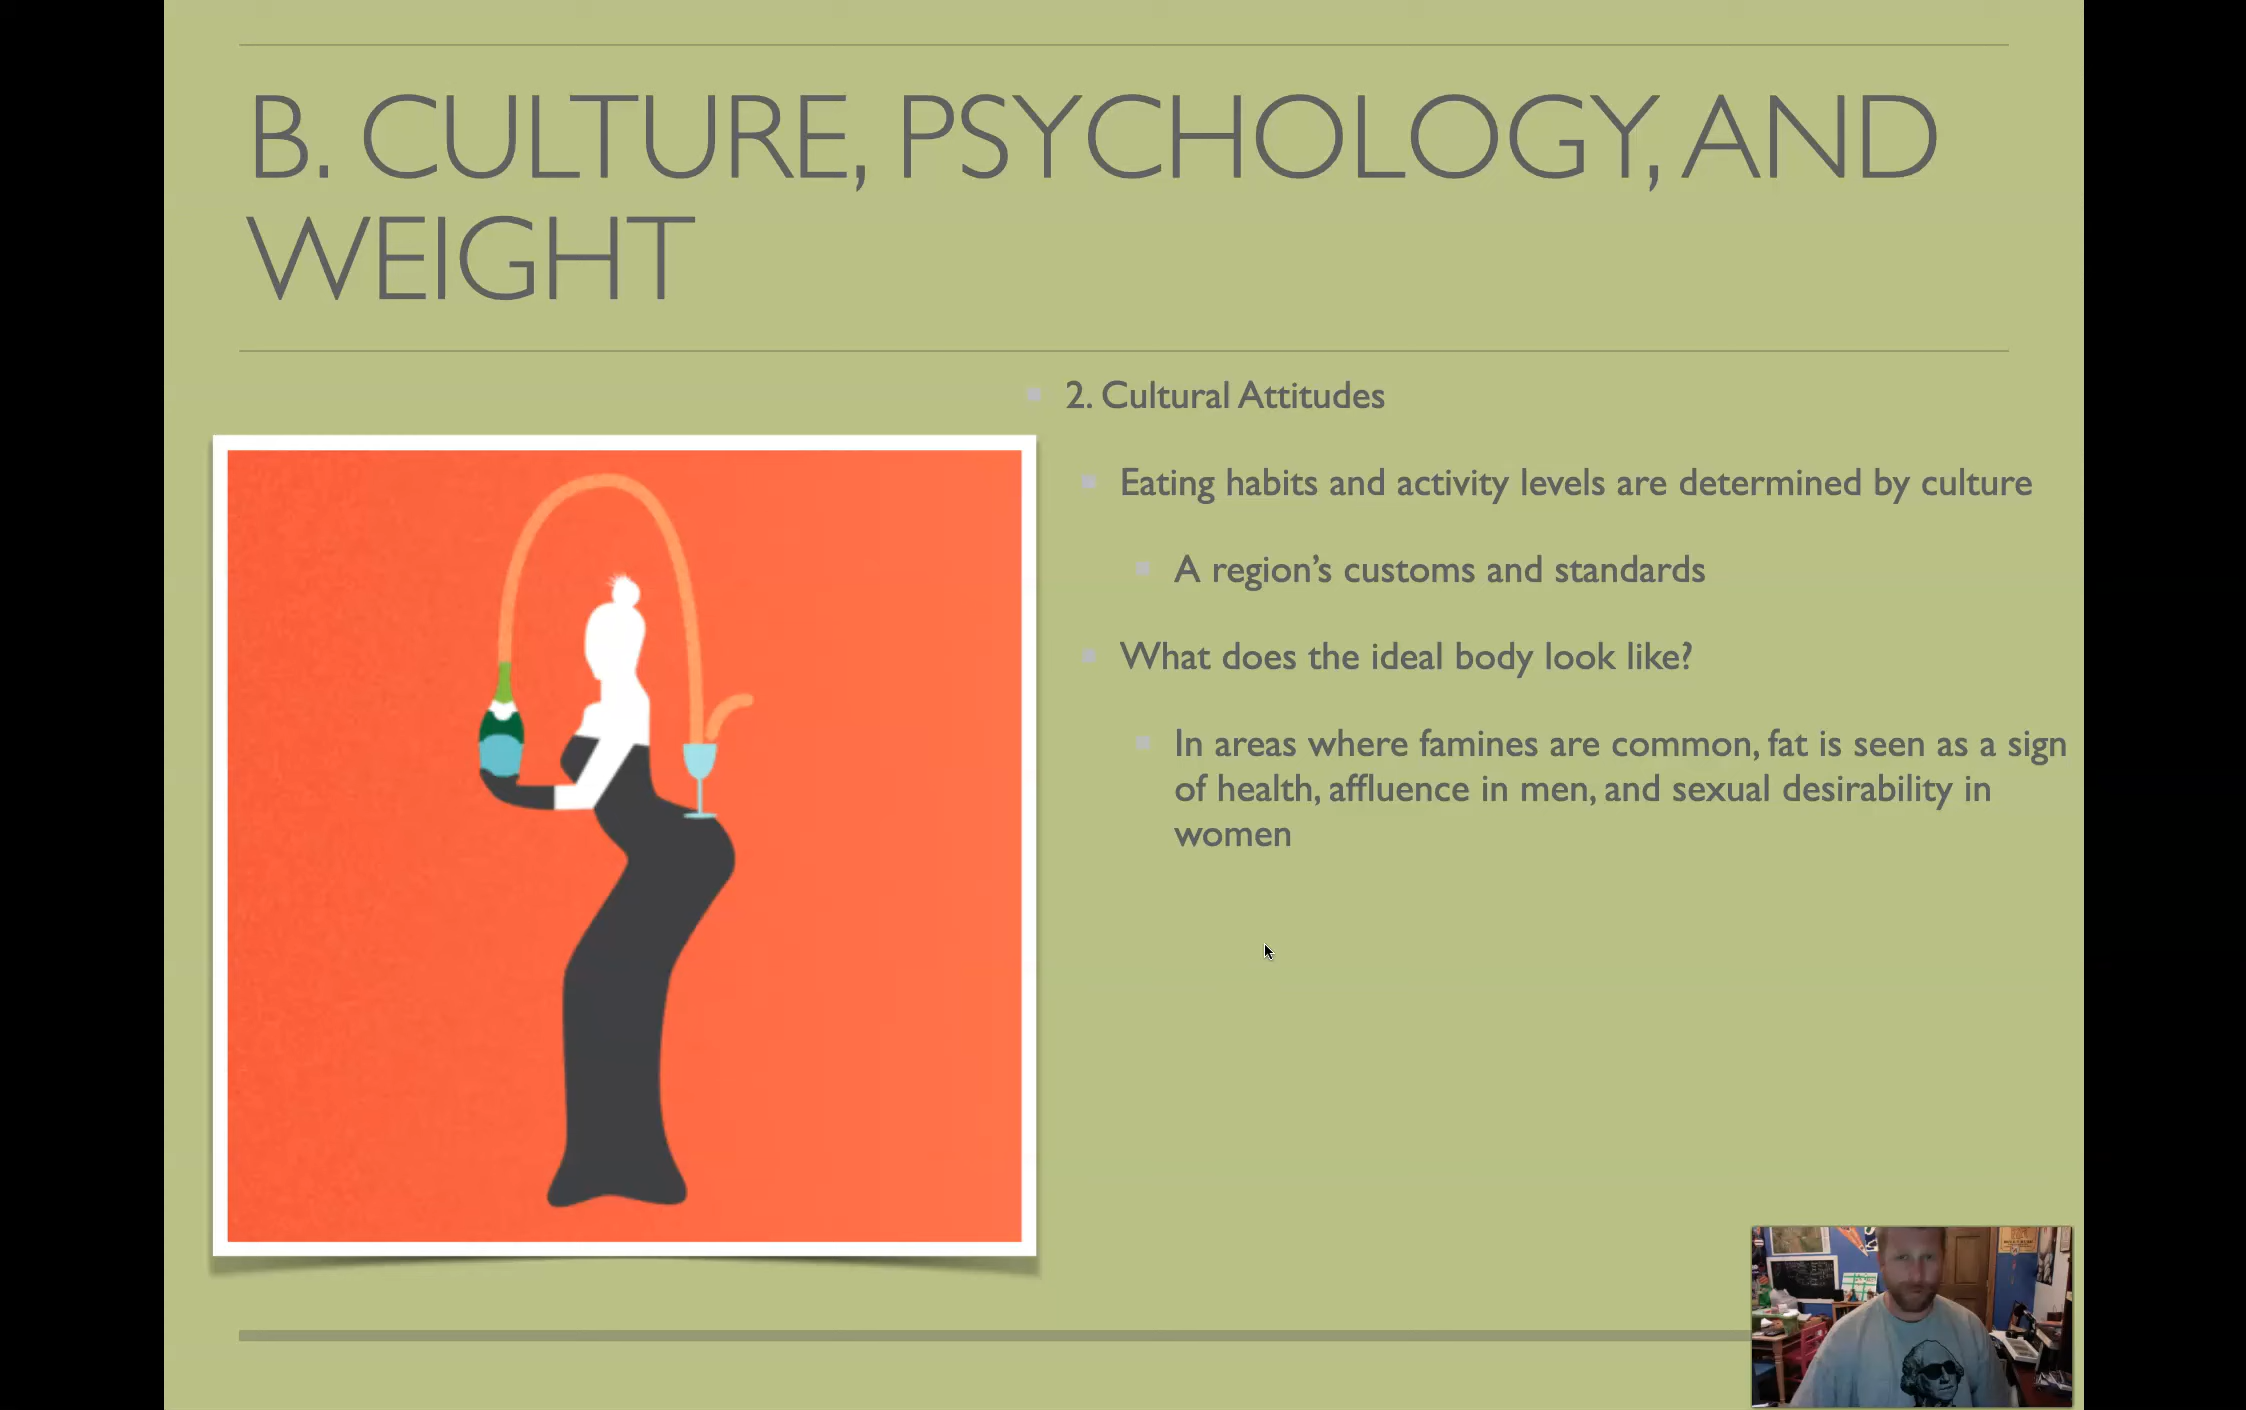 B. CULTURE, PSYCHOLOGY, AND
WEIGHT
2. Cultural Attitudes
Eating habits and activity levels are determined by culture
A region’s customs and standards
What does the ideal body look like?
In areas where famines are common, fat is seen as a sign
of health, affluence in men, and sexual desirability in
women